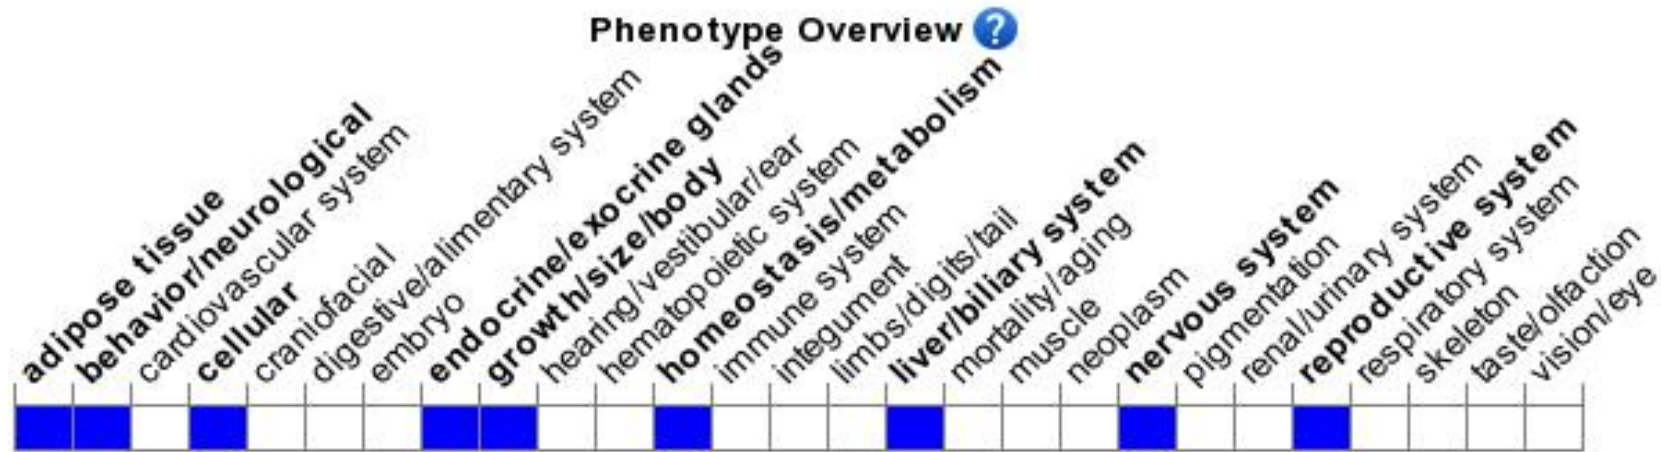 Phenotype Overview ?
adipose tissue
behavior/neurological
cardiovascular system
cellular
craniofacial
digestive/alimentary system
embryo
endocrine/exocrine glands
growth/size/body
hearing/vestibular/ear
hematopoietic system
homeostasis/metabolism
immune system
integument
limbs/digits/tail
liver/biliary system
mortality/aging
muscle
neoplasm
nervous system
pigmentation
renal/urinary system
reproductive system
respiratory system
skeleton
taste/olfaction
vision/eye